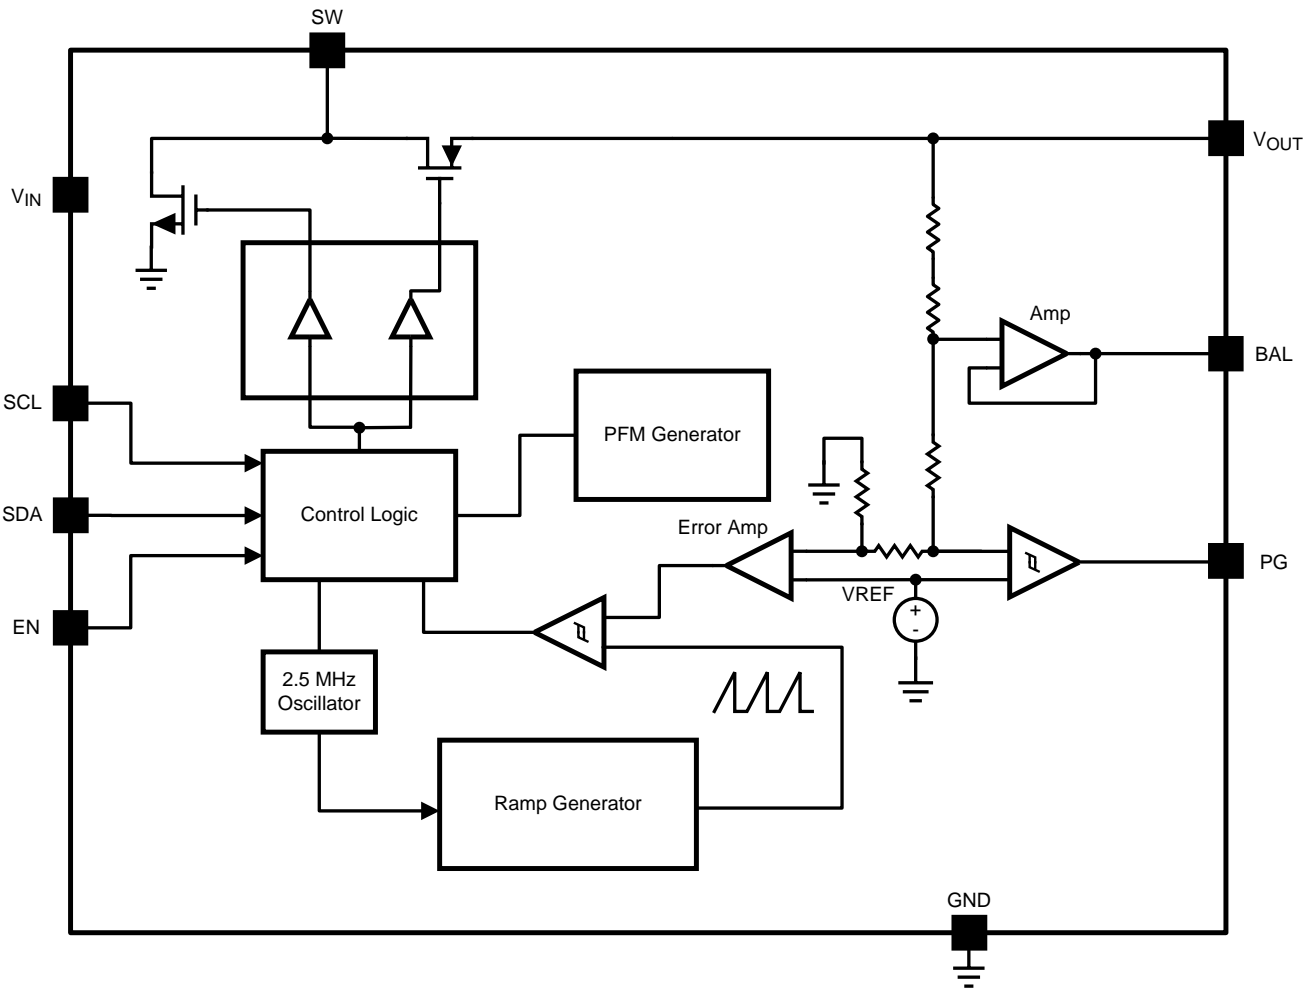 SW
VOUT
VIN
Amp
BAL
SCL
PFM Generator
SDA
Control Logic
Error Amp
PG
VREF
+
-
EN
2.5 MHz
Oscillator
Ramp Generator
GND